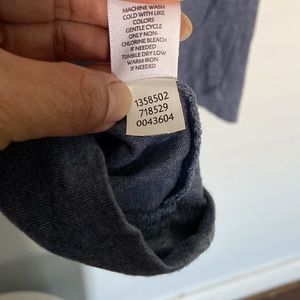 MACHINE WASH
COLD WITH LIKE
COLORS
GENTLE CYCLE
ONLY NON-
CHLORINE BLEACH
IF NEEDED
TUMBLE DRY LOW
WARM IRON
IF NEEDED
1358502
718529
0043604